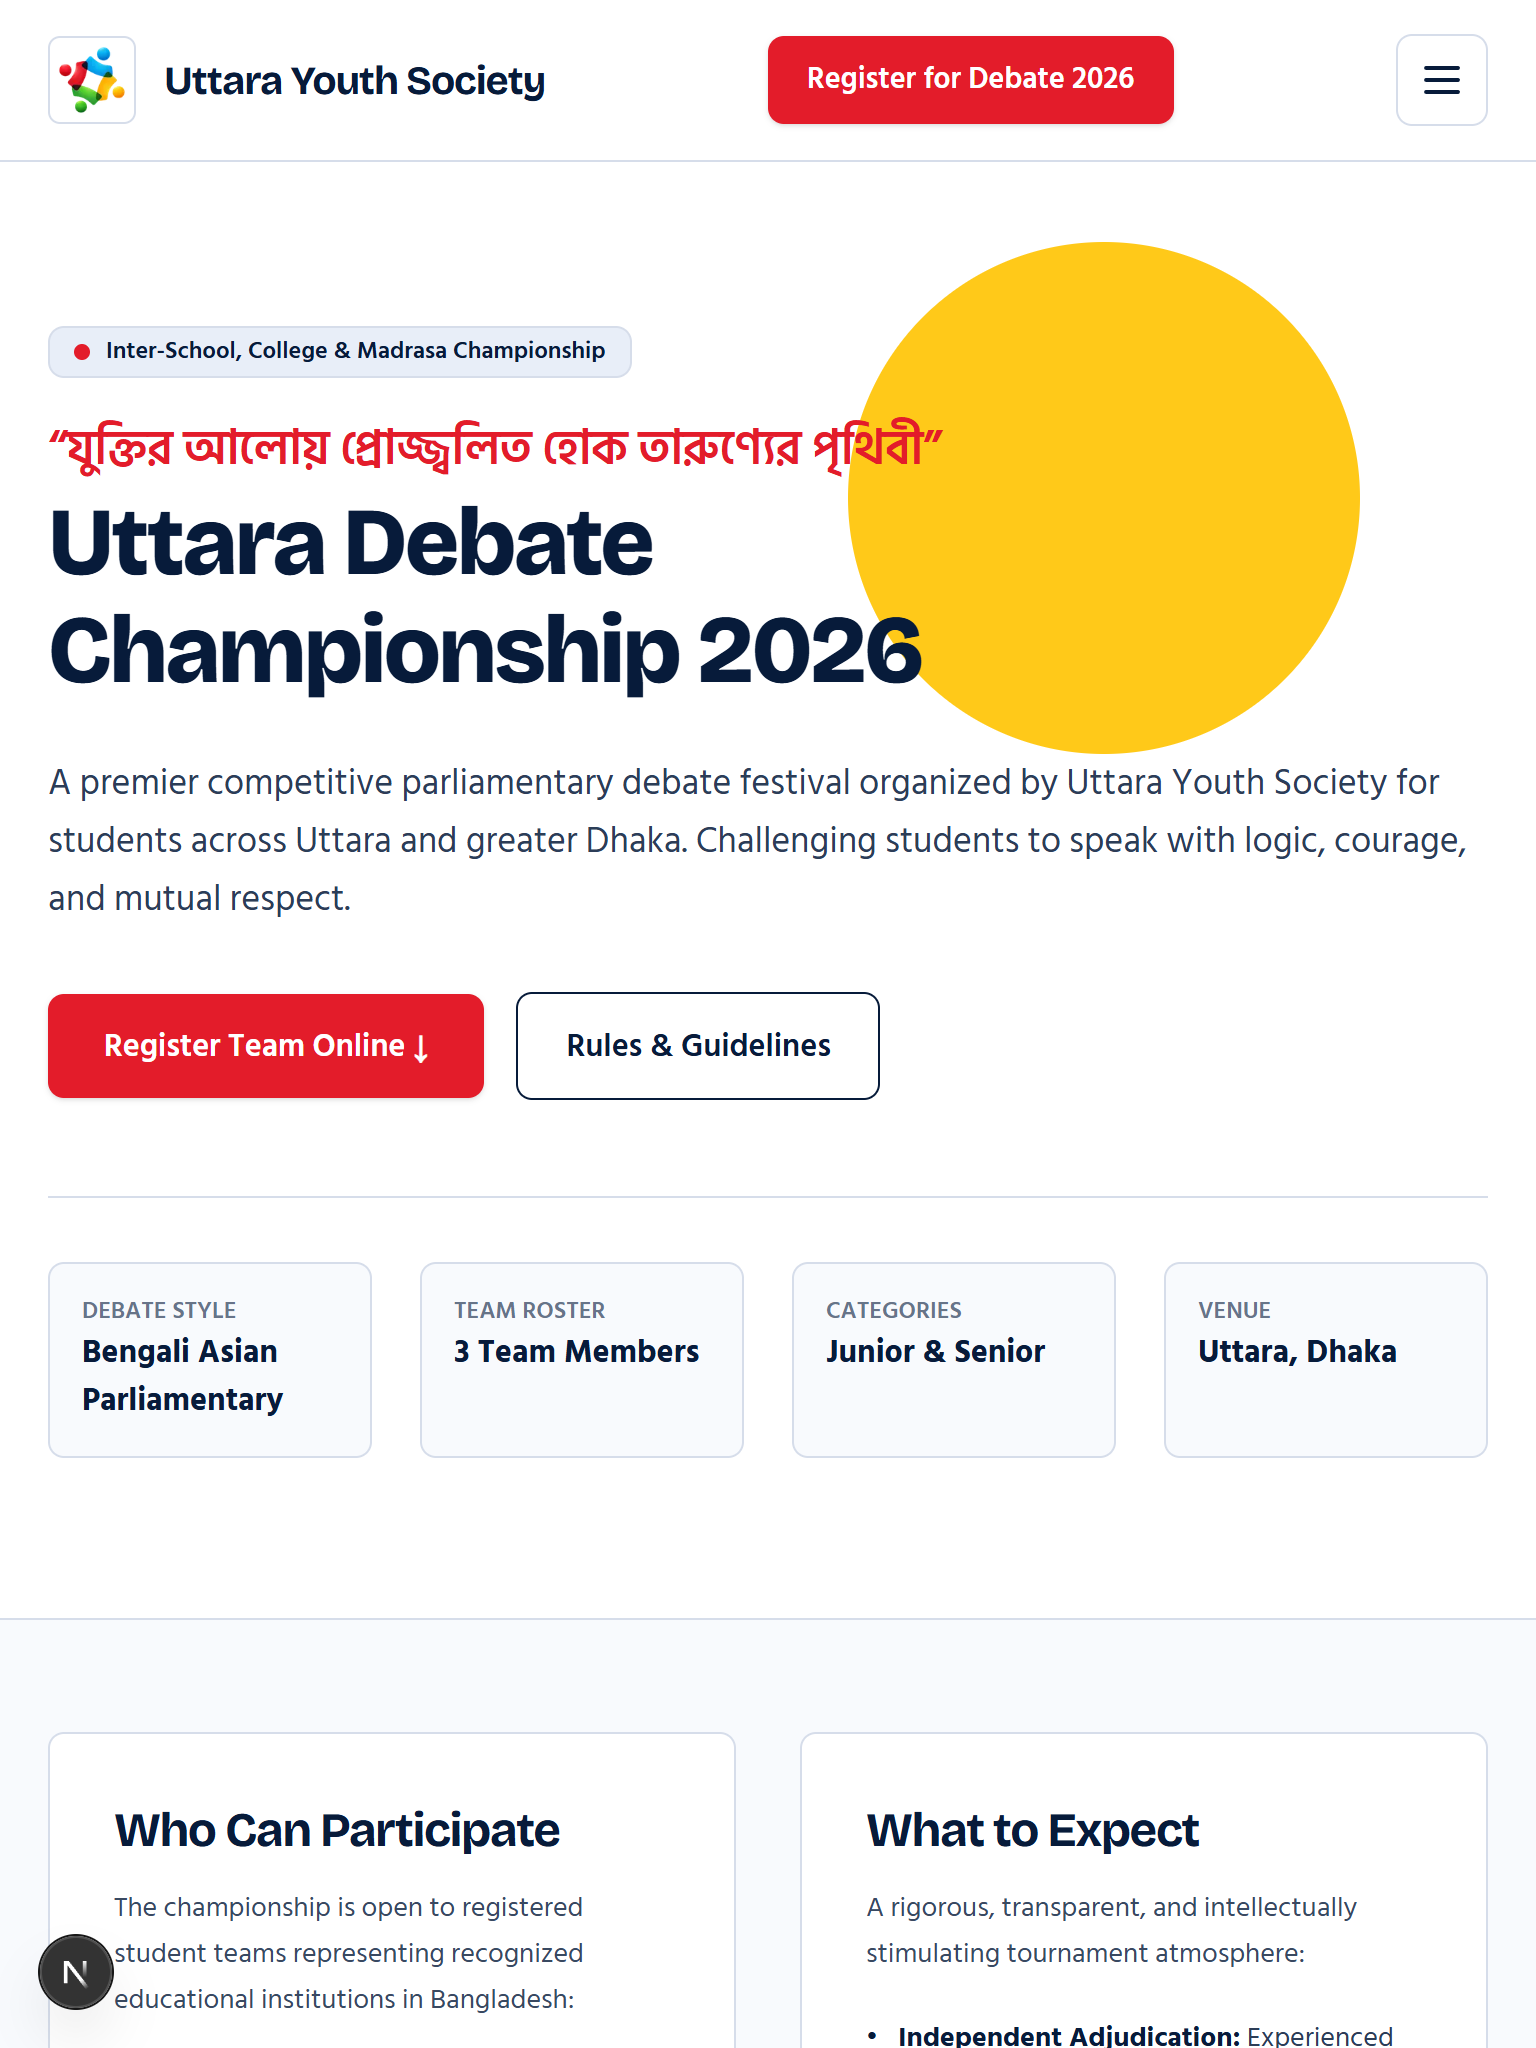 Uttara Youth Society
Register for Debate 2026
Inter-School, College & Madrasa Championship
“যুক্তির আলোয় প্রোজ্জ্বলিত হোক তারুণ্যের পৃথিবী”
Uttara Debate
Championship 2026
A premier competitive parliamentary debate festival organized by Uttara Youth Society for
students across Uttara and greater Dhaka. Challenging students to speak with logic, courage,
and mutual respect.
Register Team Online ↓
Rules & Guidelines
DEBATE STYLE
Bengali Asian
Parliamentary
TEAM ROSTER
3 Team Members
CATEGORIES
Junior & Senior
VENUE
Uttara, Dhaka
Who Can Participate
The championship is open to registered
student teams representing recognized
educational institutions in Bangladesh:
What to Expect
A rigorous, transparent, and intellectually
stimulating tournament atmosphere:
• Independent Adjudication: Experienced
N